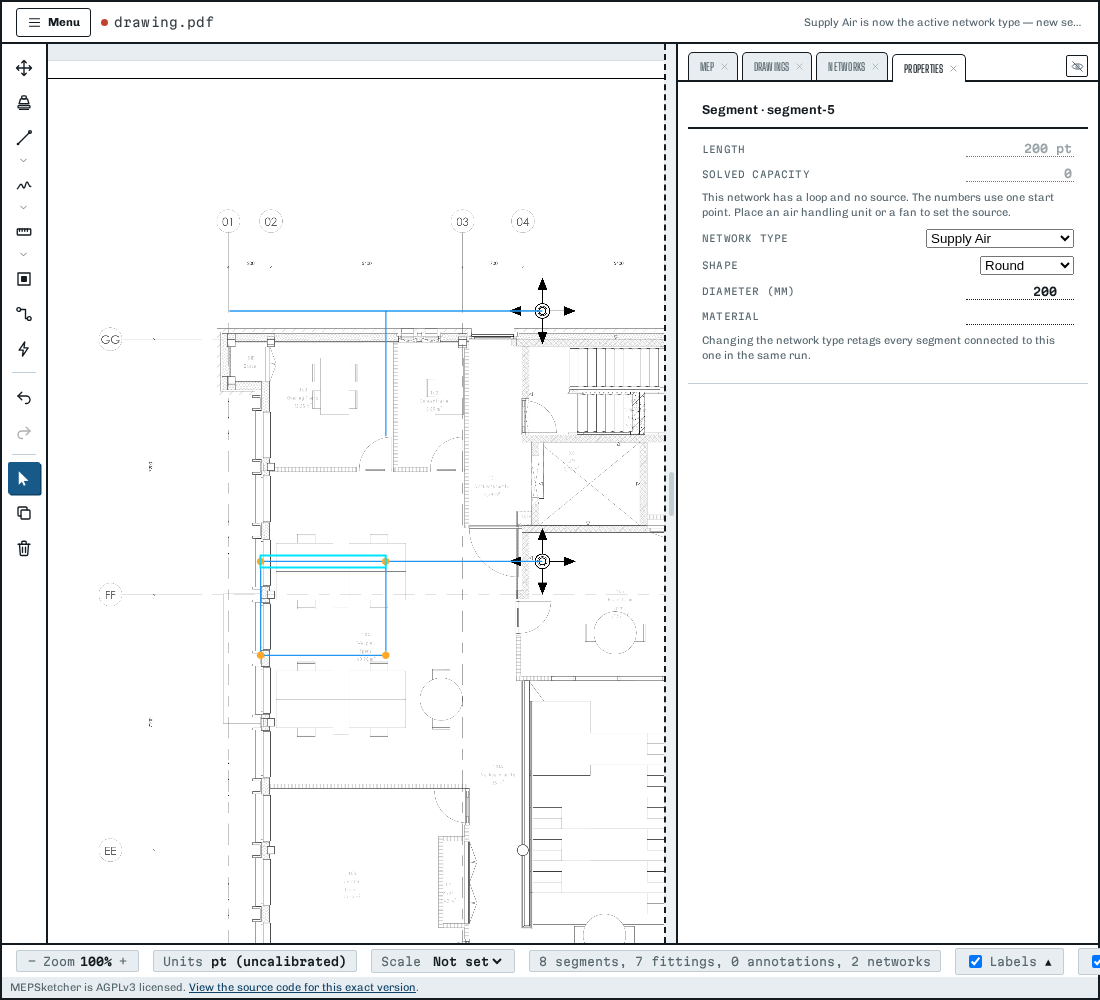 Menu
drawing.pdf
Supply Air is now the active network type — new se...
MEP
DRAWINGS
NETWORKS
PROPERTIES
Segment · segment-5
LENGTH 200 pt
SOLVED CAPACITY 0
This network has a loop and no source. The numbers use one start
point. Place an air handling unit or a fan to set the source.
NETWORK TYPE Supply Air
SHAPE Round
DIAMETER (MM) 200
MATERIAL
Changing the network type retags every segment connected to this
one in the same run.
01 02 03 04
GG
FF
EE
− Zoom 100% +
Units pt (uncalibrated)
Scale Not set
8 segments, 7 fittings, 0 annotations, 2 networks
Labels ▲
MEPSketcher is AGPLv3 licensed. View the source code for this exact version.